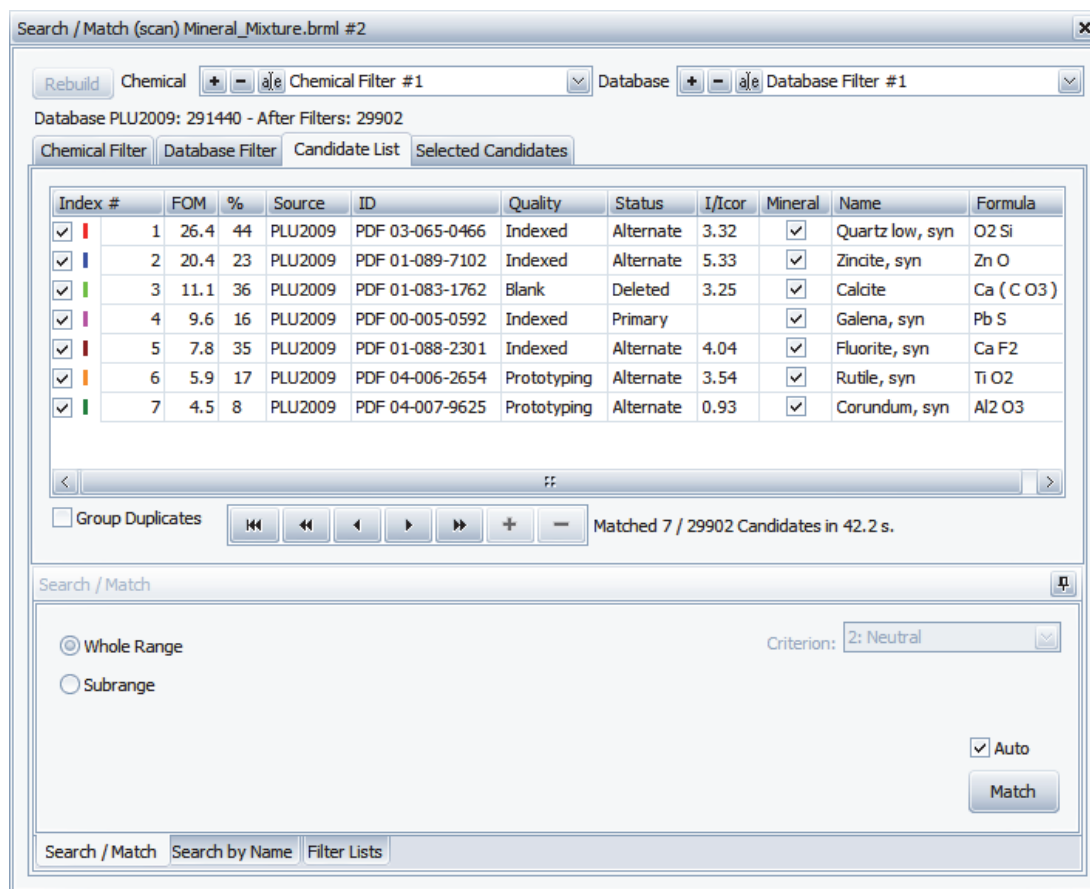 Search / Match (scan) Mineral_Mixture.brml #2
Rebuild Chemical + − a|e Chemical Filter #1 Database + − a|e Database Filter #1
Database PLU2009: 291440 - After Filters: 29902
Chemical Filter Database Filter Candidate List Selected Candidates
Index # FOM % Source ID Quality Status I/Icor Mineral Name Formula
1 26.4 44 PLU2009 PDF 03-065-0466 Indexed Alternate 3.32 Quartz low, syn O2 Si
2 20.4 23 PLU2009 PDF 01-089-7102 Indexed Alternate 5.33 Zincite, syn Zn O
3 11.1 36 PLU2009 PDF 01-083-1762 Blank Deleted 3.25 Calcite Ca ( C O3 )
4 9.6 16 PLU2009 PDF 00-005-0592 Indexed Primary Galena, syn Pb S
5 7.8 35 PLU2009 PDF 01-088-2301 Indexed Alternate 4.04 Fluorite, syn Ca F2
6 5.9 17 PLU2009 PDF 04-006-2654 Prototyping Alternate 3.54 Rutile, syn Ti O2
7 4.5 8 PLU2009 PDF 04-007-9625 Prototyping Alternate 0.93 Corundum, syn Al2 O3
Group Duplicates + − Matched 7 / 29902 Candidates in 42.2 s.
Search / Match
Whole Range Criterion: 2: Neutral
Subrange
Auto
Match
Search / Match Search by Name Filter Lists